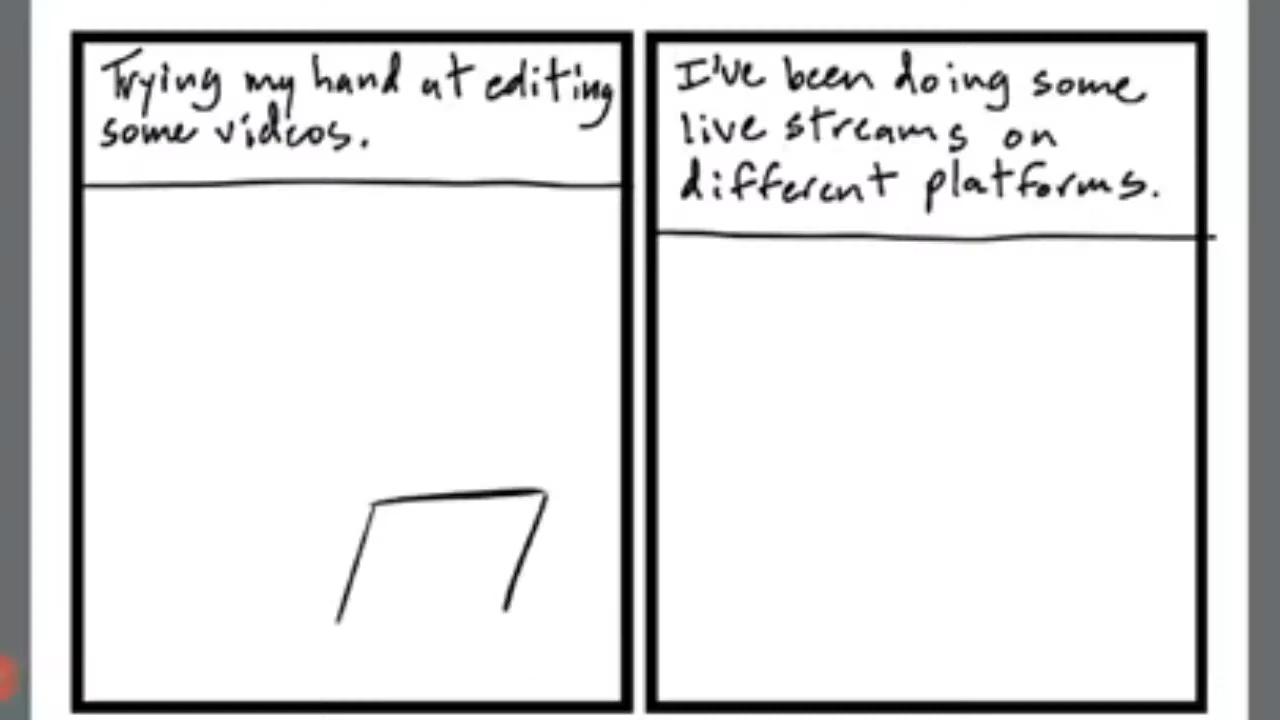 Trying my hand at editing
some videos.
I've been doing some
live streams on
different platforms.